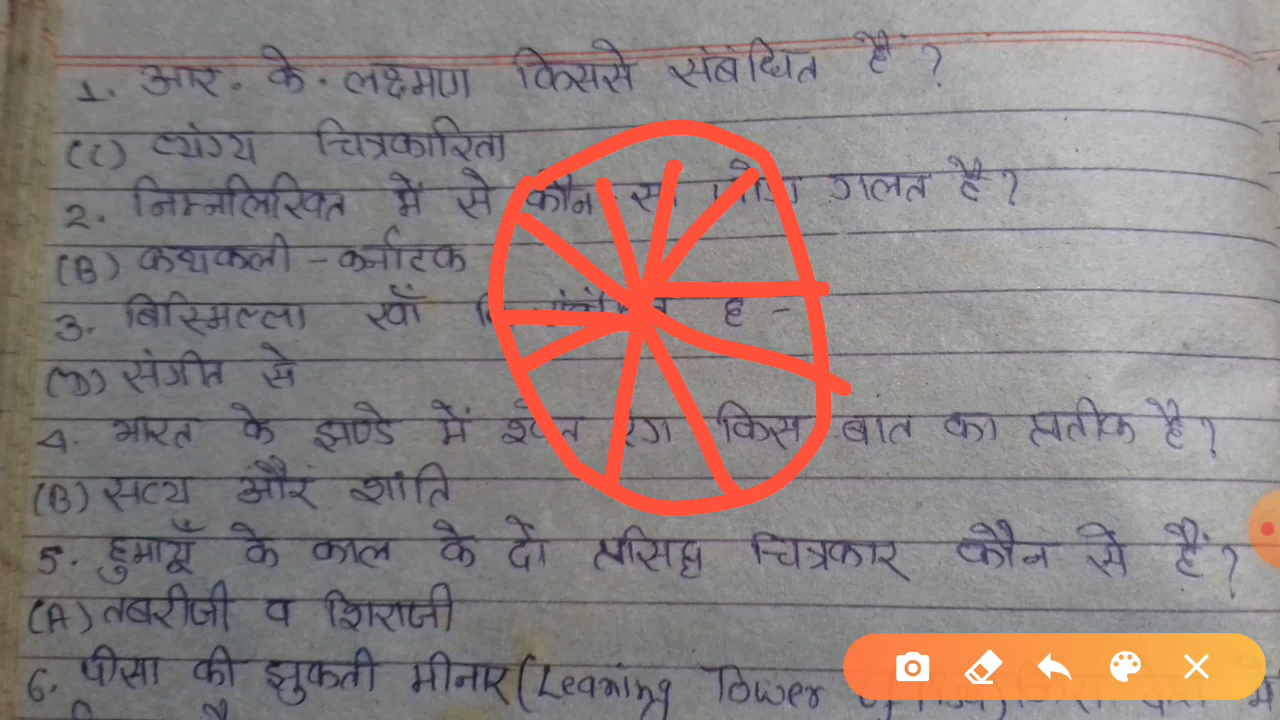 1. आर. के. लक्ष्मण किससे संबंधित हैं ?
(C) व्यंग्य चित्रकारिता
2. निम्नलिखित में से कौन सा गलत है ?
(B) कथकली - कर्नाटक
3. बिस्मिल्ला खाँ है -
(D) संगीत से
4. भारत के झण्डे में श्वेत रंग किस बात का प्रतीक है ?
(B) सत्य और शांति
5. हुमायूँ के काल के दो प्रसिद्ध चित्रकार कौन से हैं ?
(A) तबरीजी व शिराजी
6. पीसा की झुकती मीनार (Leaning Tower